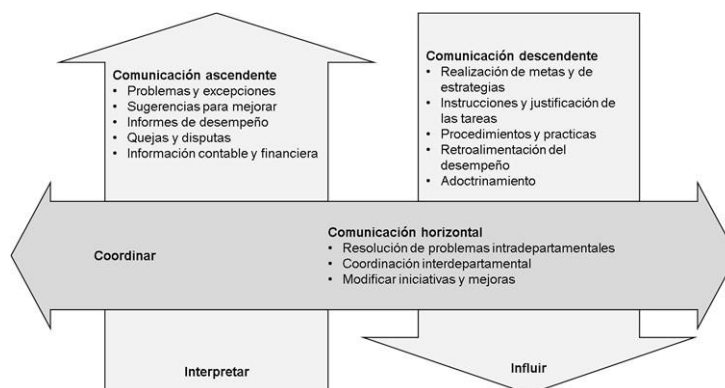 Comunicación ascendente
• Problemas y excepciones
• Sugerencias para mejorar
• Informes de desempeño
• Quejas y disputas
• Información contable y financiera
Comunicación descendente
• Realización de metas y de
estrategias
• Instrucciones y justificación de
las tareas
• Procedimientos y practicas
• Retroalimentación del
desempeño
• Adoctrinamiento
Coordinar
Comunicación horizontal
• Resolución de problemas intradepartamentales
• Coordinación interdepartamental
• Modificar iniciativas y mejoras
Interpretar
Influir